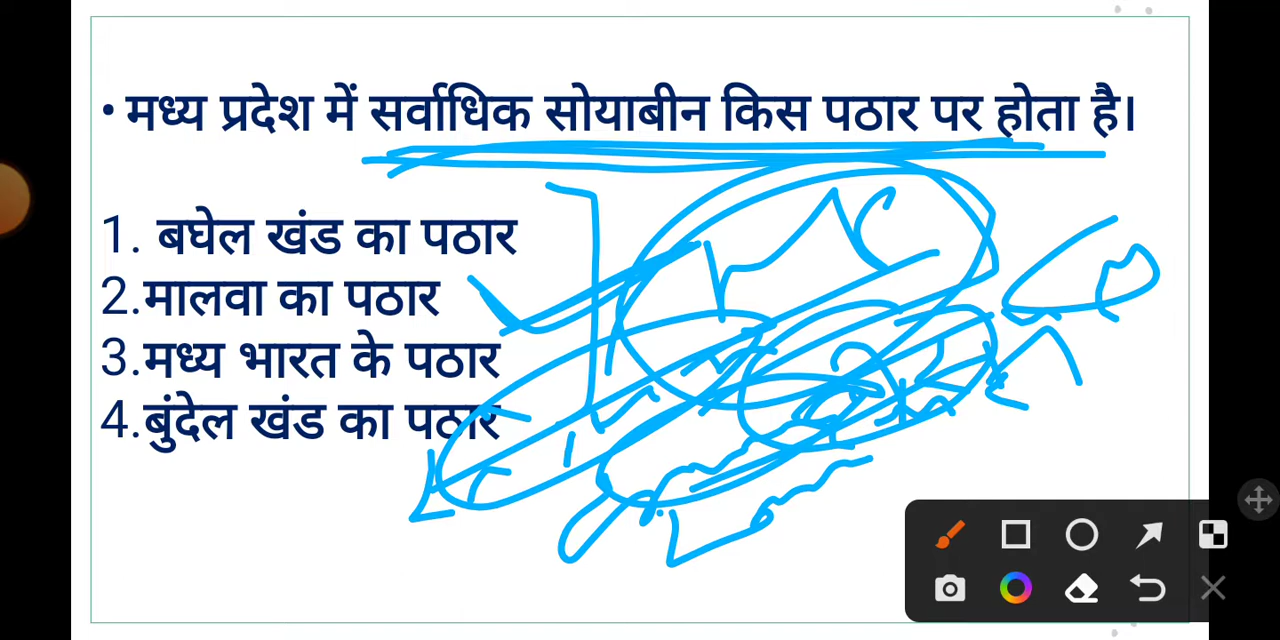 • मध्य प्रदेश में सर्वाधिक सोयाबीन किस पठार पर होता है।
1. बघेल खंड का पठार
2.मालवा का पठार
3.मध्य भारत के पठार
4.बुंदेल खंड का पठार